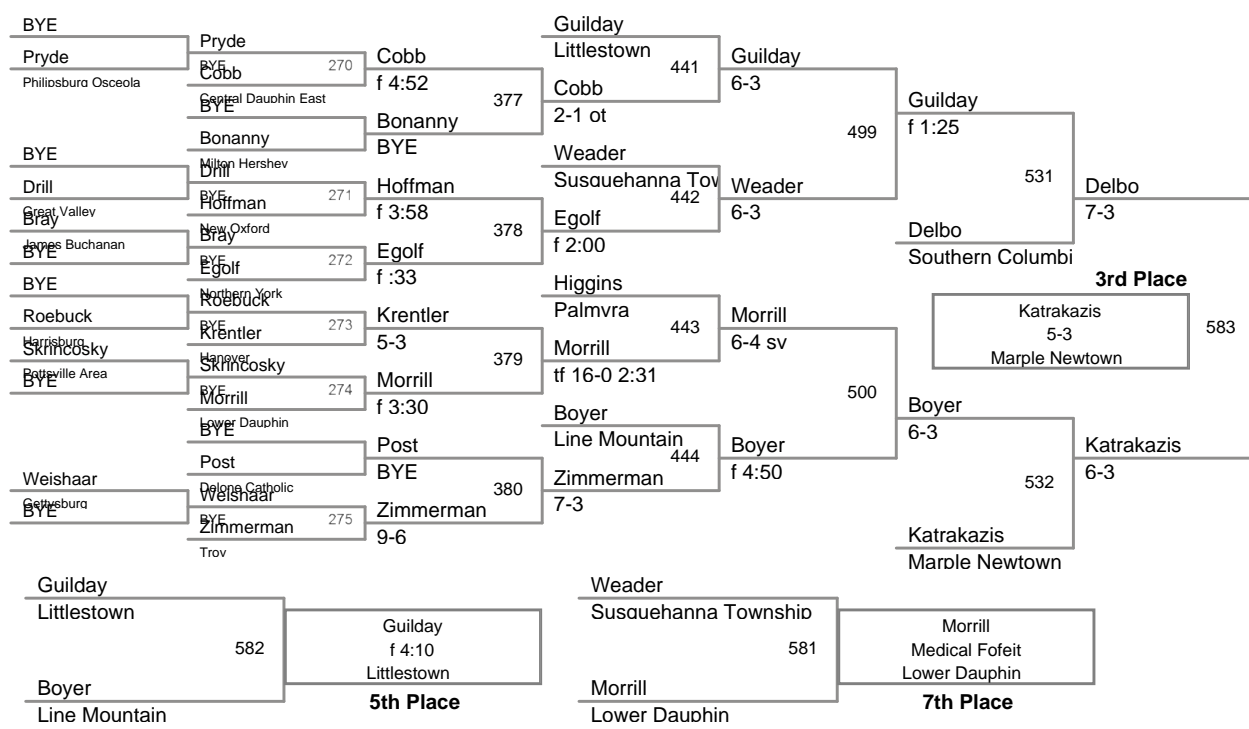 BYE
Pryde
Philipsburg Osceola
BYE
Drill
Great Valley
Bray
James Buchanan
BYE
BYE
Roebuck
Harrisburg
Skrincosky
Pottsville Area
BYE
Weishaar
Gettysburg
BYE
Pryde
BYE
270
Cobb
Central Dauphin East
BYE
Bonanny
Milton Hershey
Drill
BYE
271
Hoffman
New Oxford
Bray
BYE
272
Egolf
Northern York
Roebuck
BYE
273
Krentler
Hanover
Skrincosky
BYE
274
Morrill
Lower Dauphin
BYE
Post
Delone Catholic
Weishaar
BYE
275
Zimmerman
Troy
Cobb
f 4:52
377
Bonanny
BYE
Hoffman
f 3:58
378
Egolf
f :33
Krentler
5-3
379
Morrill
f 3:30
Post
BYE
380
Zimmerman
9-6
Guilday
Littlestown
441
Cobb
2-1 ot
Weader
Susquehanna Tow
442
Egolf
f 2:00
Higgins
Palmyra
443
Morrill
tf 16-0 2:31
Boyer
Line Mountain
444
Zimmerman
7-3
Guilday
6-3
499
Weader
6-3
Morrill
6-4 sv
500
Boyer
f 4:50
Guilday
f 1:25
531
Delbo
Southern Columbi
Boyer
6-3
532
Katrakazis
Marple Newtown
Delbo
7-3
3rd Place
Katrakazis
5-3
Marple Newtown
583
Katrakazis
6-3
Guilday
Littlestown
582
Boyer
Line Mountain
Guilday
f 4:10
Littlestown
5th Place
Weader
Susquehanna Township
581
Morrill
Lower Dauphin
Morrill
Medical Fofeit
Lower Dauphin
7th Place